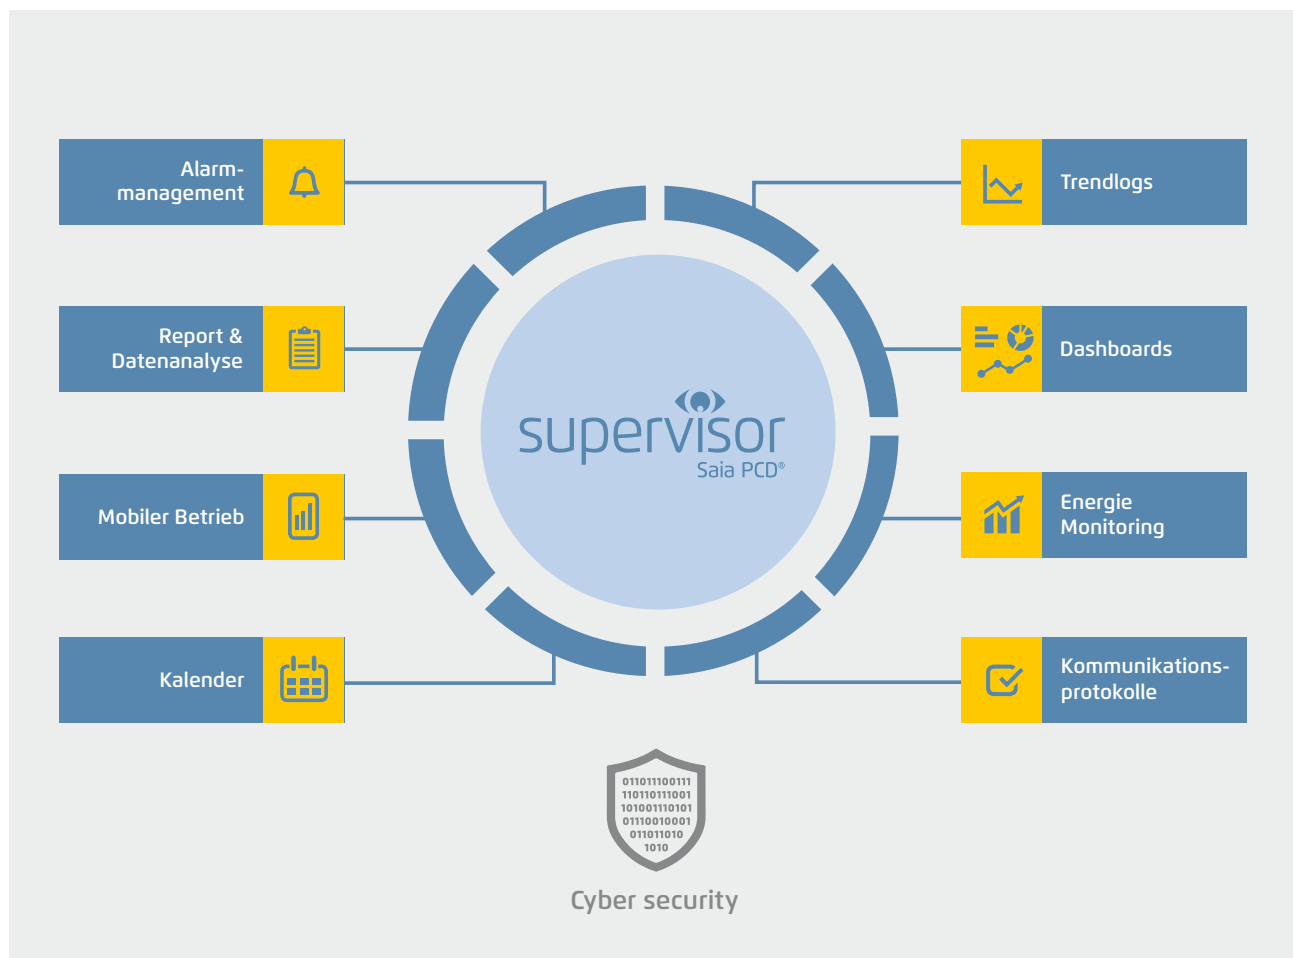 Alarm-
management
Report &
Datenanalyse
Mobiler Betrieb
Kalender
supervisor
Saia PCD®
Trendlogs
Dashboards
Energie
Monitoring
Kommunikations-
protokolle
011011100111
110110111001
101001110101
01110010001
011011010
1010
Cyber security